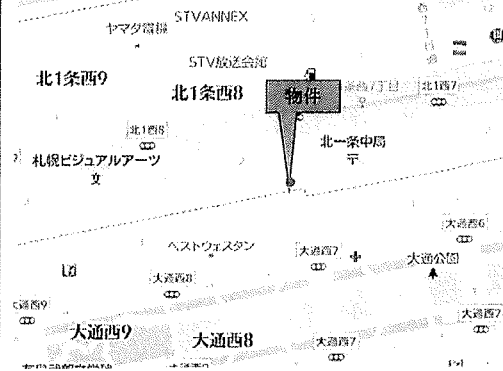 STVANNEX
ヤマダ電機
STV放送会館
北1条西9
北1条西8
物件
北1西7
北1西8
北一条中局
〒
札幌ビジュアルアーツ
文
大通西6
ベストウェスタン
大通西7
大通公園
大通西8
大通西9
大通西7
大通西9
大通西8
大通西7